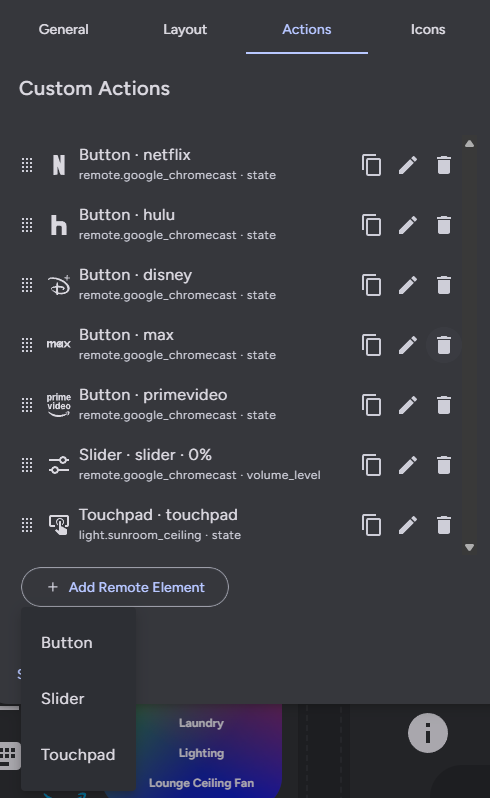 General Layout Actions Icons
Custom Actions
N Button · netflix
remote.google_chromecast · state
h Button · hulu
remote.google_chromecast · state
D+ Button · disney
remote.google_chromecast · state
max Button · max
remote.google_chromecast · state
prime video Button · primevideo
remote.google_chromecast · state
Slider · slider · 0%
remote.google_chromecast · volume_level
Touchpad · touchpad
light.sunroom_ceiling · state
+ Add Remote Element
Button
Slider
Touchpad
Laundry
Lighting
Lounge Ceiling Fan